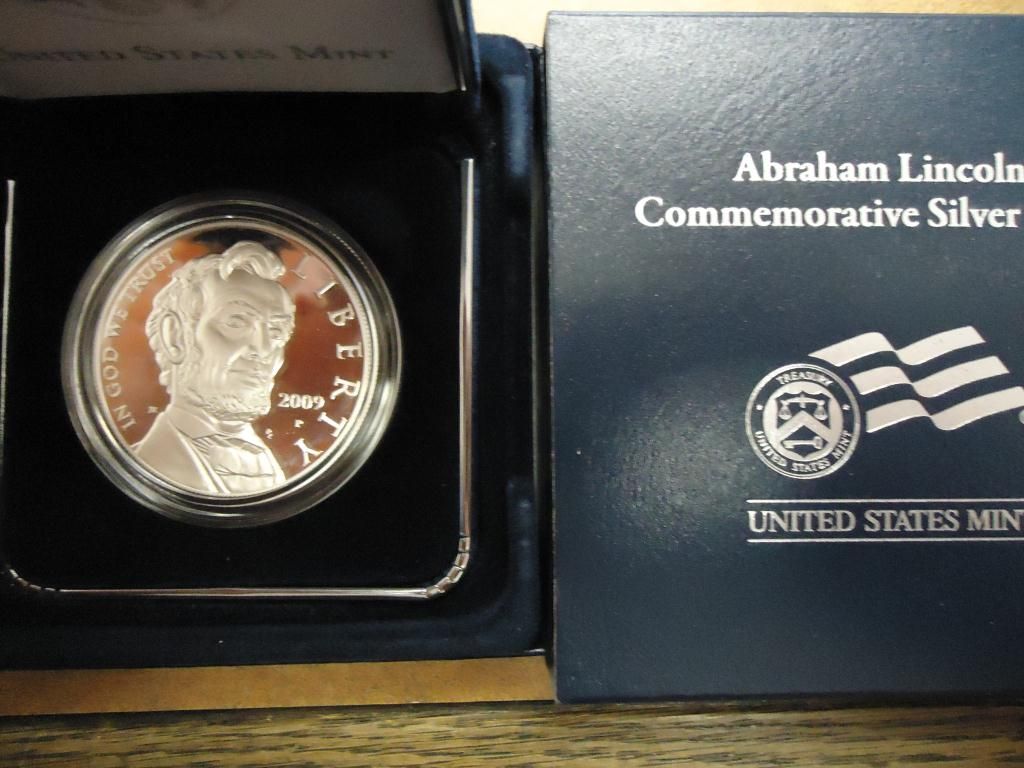 UNITED STATES MINT
IN GOD WE TRUST
LIBERTY
2009
P
Abraham Lincoln
Commemorative Silver
TREASURY
UNITED STATES MINT
UNITED STATES MIN